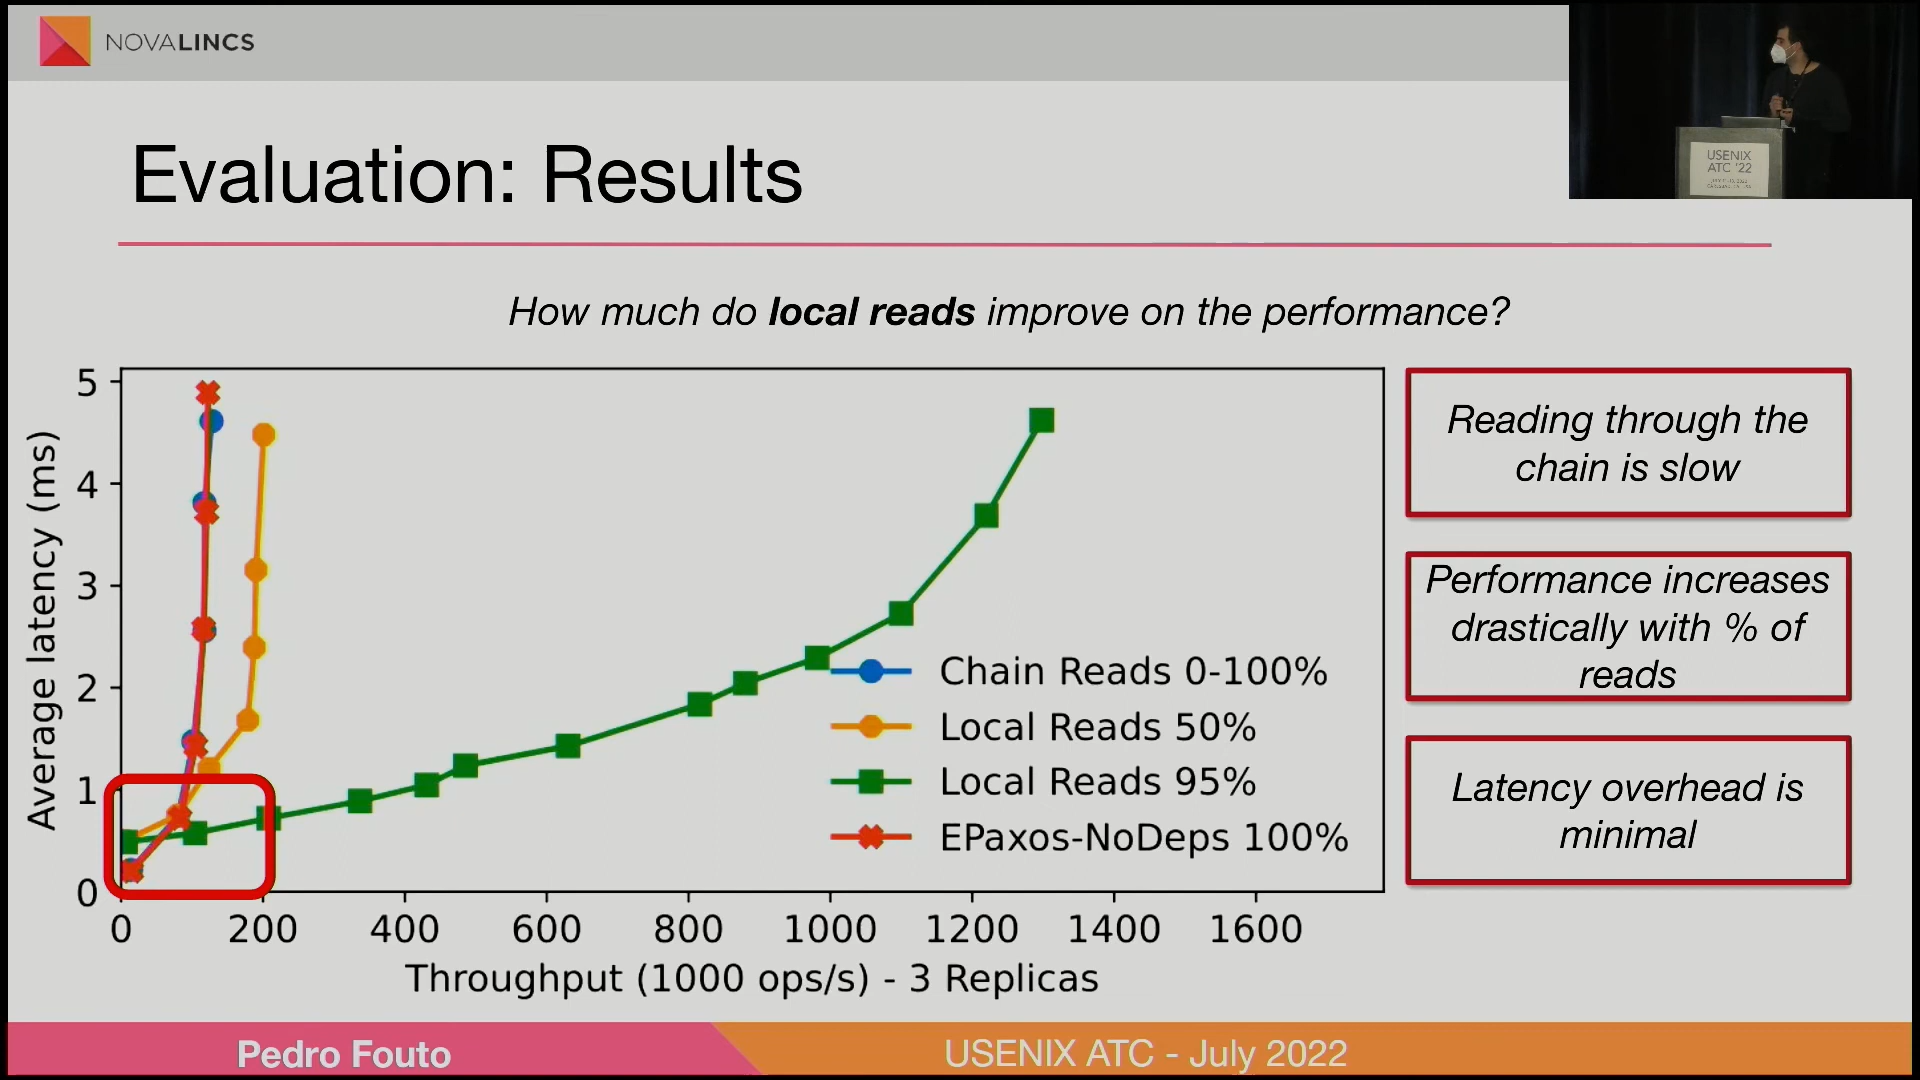 NOVALINCS
USENIX
ATC '22
Evaluation: Results
How much do local reads improve on the performance?
5
4
3
2
1
0
Average latency (ms)
Chain Reads 0-100%
Local Reads 50%
Local Reads 95%
EPaxos-NoDeps 100%
0 200 400 600 800 1000 1200 1400 1600
Throughput (1000 ops/s) - 3 Replicas
Reading through the
chain is slow
Performance increases
drastically with % of
reads
Latency overhead is
minimal
Pedro Fouto
USENIX ATC - July 2022